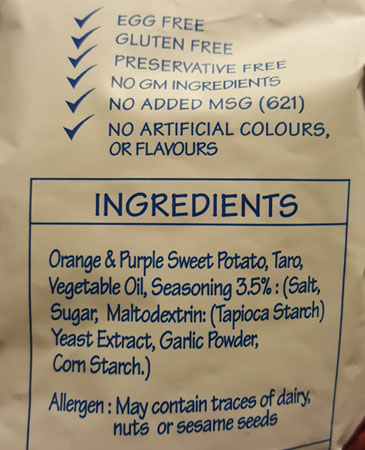 EGG FREE
GLUTEN FREE
PRESERVATIVE FREE
NO GM INGREDIENTS
NO ADDED MSG (621)
NO ARTIFICIAL COLOURS,
OR FLAVOURS
INGREDIENTS
Orange & Purple Sweet Potato, Taro,
Vegetable Oil, Seasoning 3.5% : (Salt,
Sugar, Maltodextrin: (Tapioca Starch)
Yeast Extract, Garlic Powder,
Corn Starch.)
Allergen : May contain traces of dairy,
nuts or sesame seeds